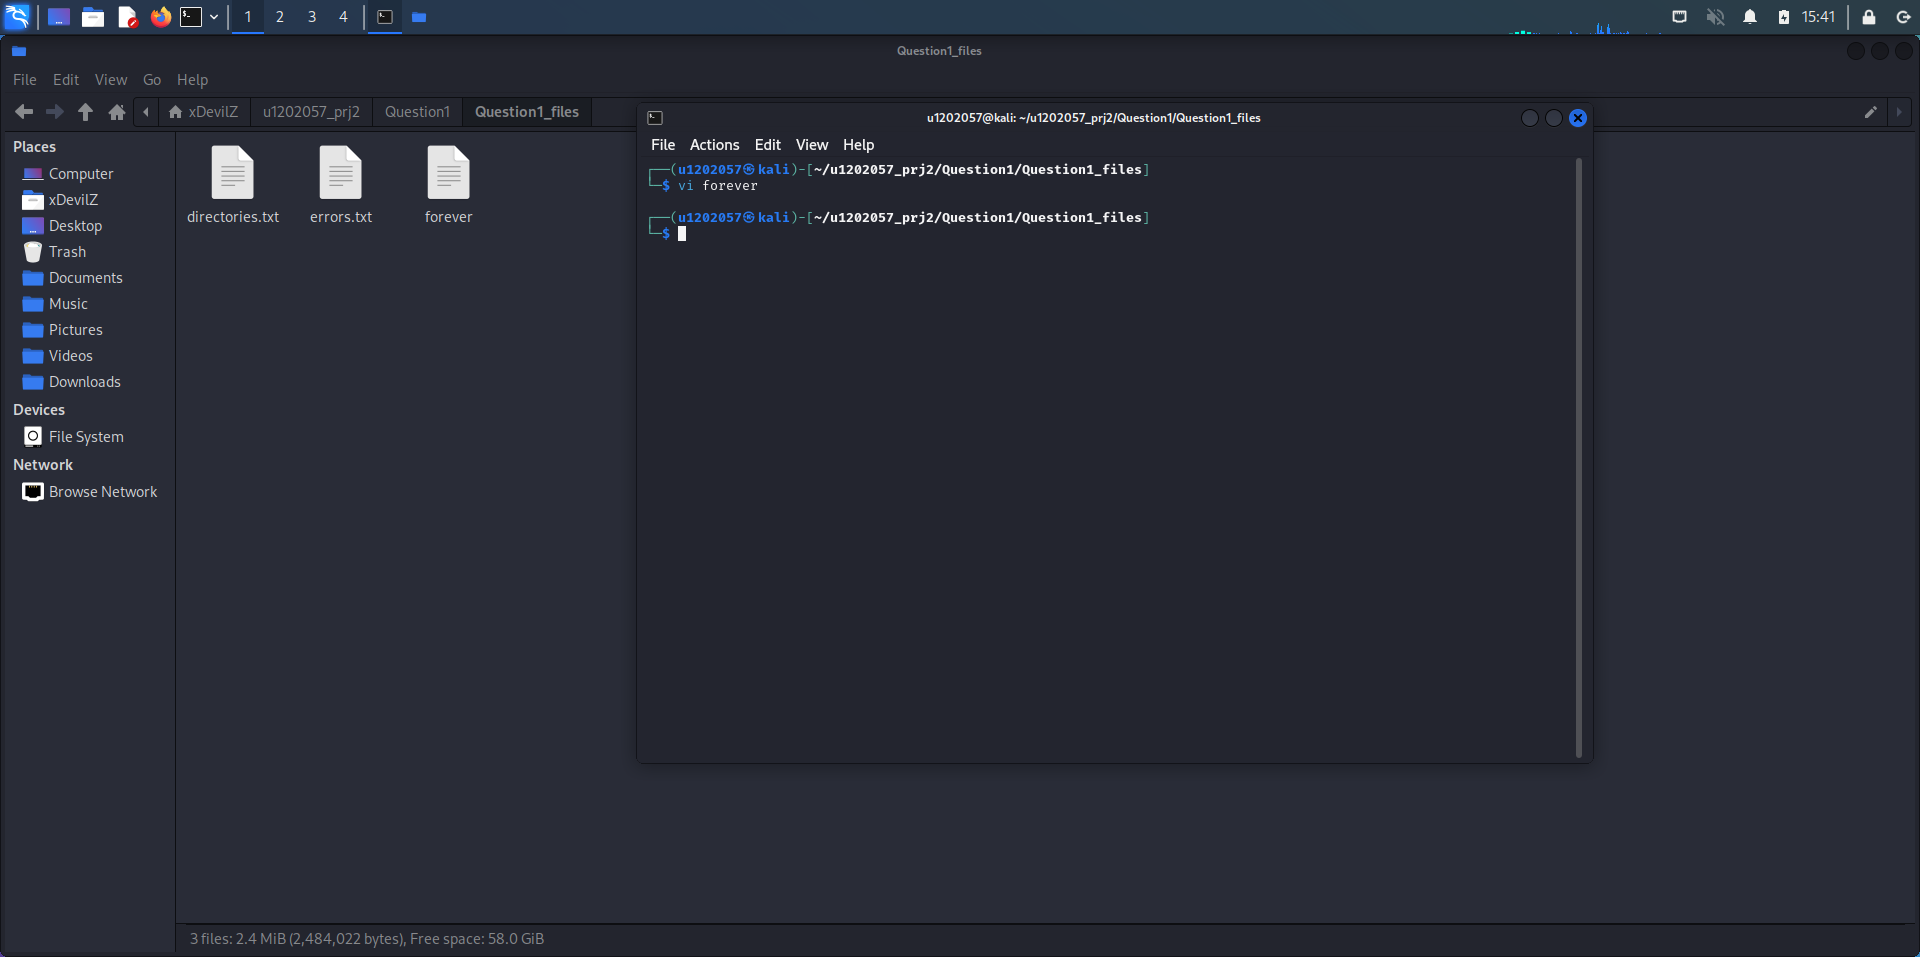 1 2 3 4 15:41
Question1_files
File Edit View Go Help
xDevilZ u1202057_prj2 Question1 Question1_files
Places
Computer
xDevilZ
Desktop
Trash
Documents
Music
Pictures
Videos
Downloads
Devices
File System
Network
Browse Network
directories.txt errors.txt forever
3 files: 2.4 MiB (2,484,022 bytes), Free space: 58.0 GiB
u1202057@kali: ~/u1202057_prj2/Question1/Question1_files
File Actions Edit View Help
┌──(u1202057㉿kali)-[~/u1202057_prj2/Question1/Question1_files]
└─$ vi forever
┌──(u1202057㉿kali)-[~/u1202057_prj2/Question1/Question1_files]
└─$